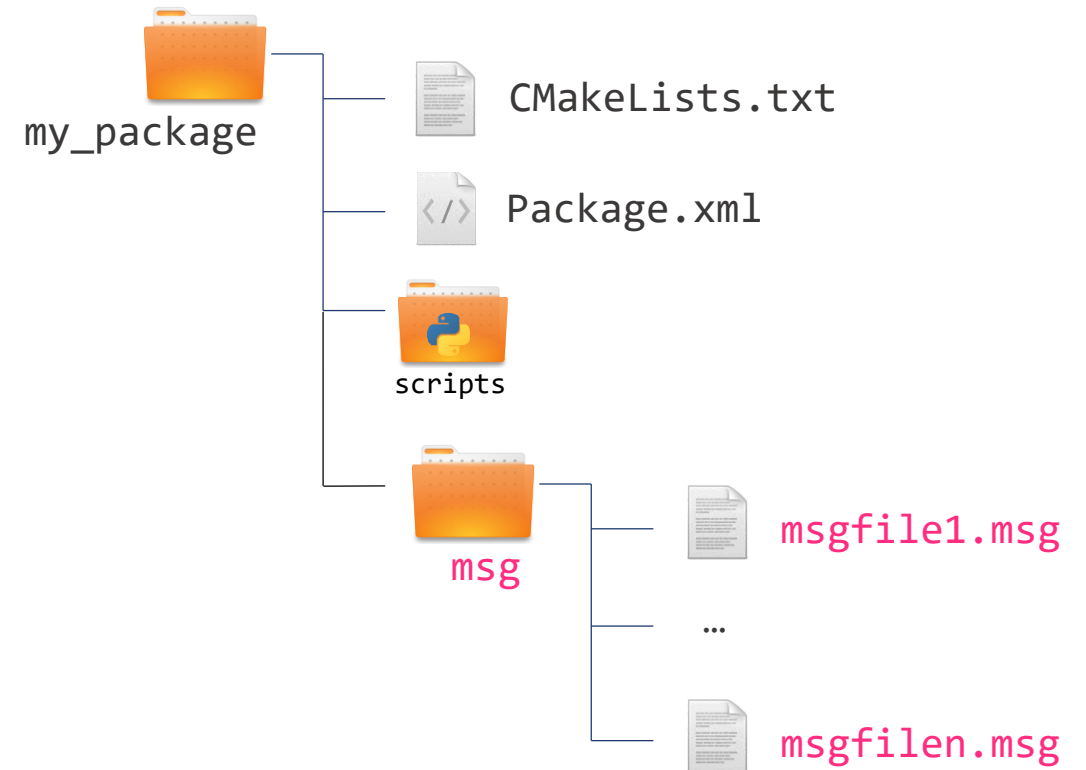 my_package
CMakeLists.txt
Package.xml
scripts
msg
msgfile1.msg
…
msgfilen.msg